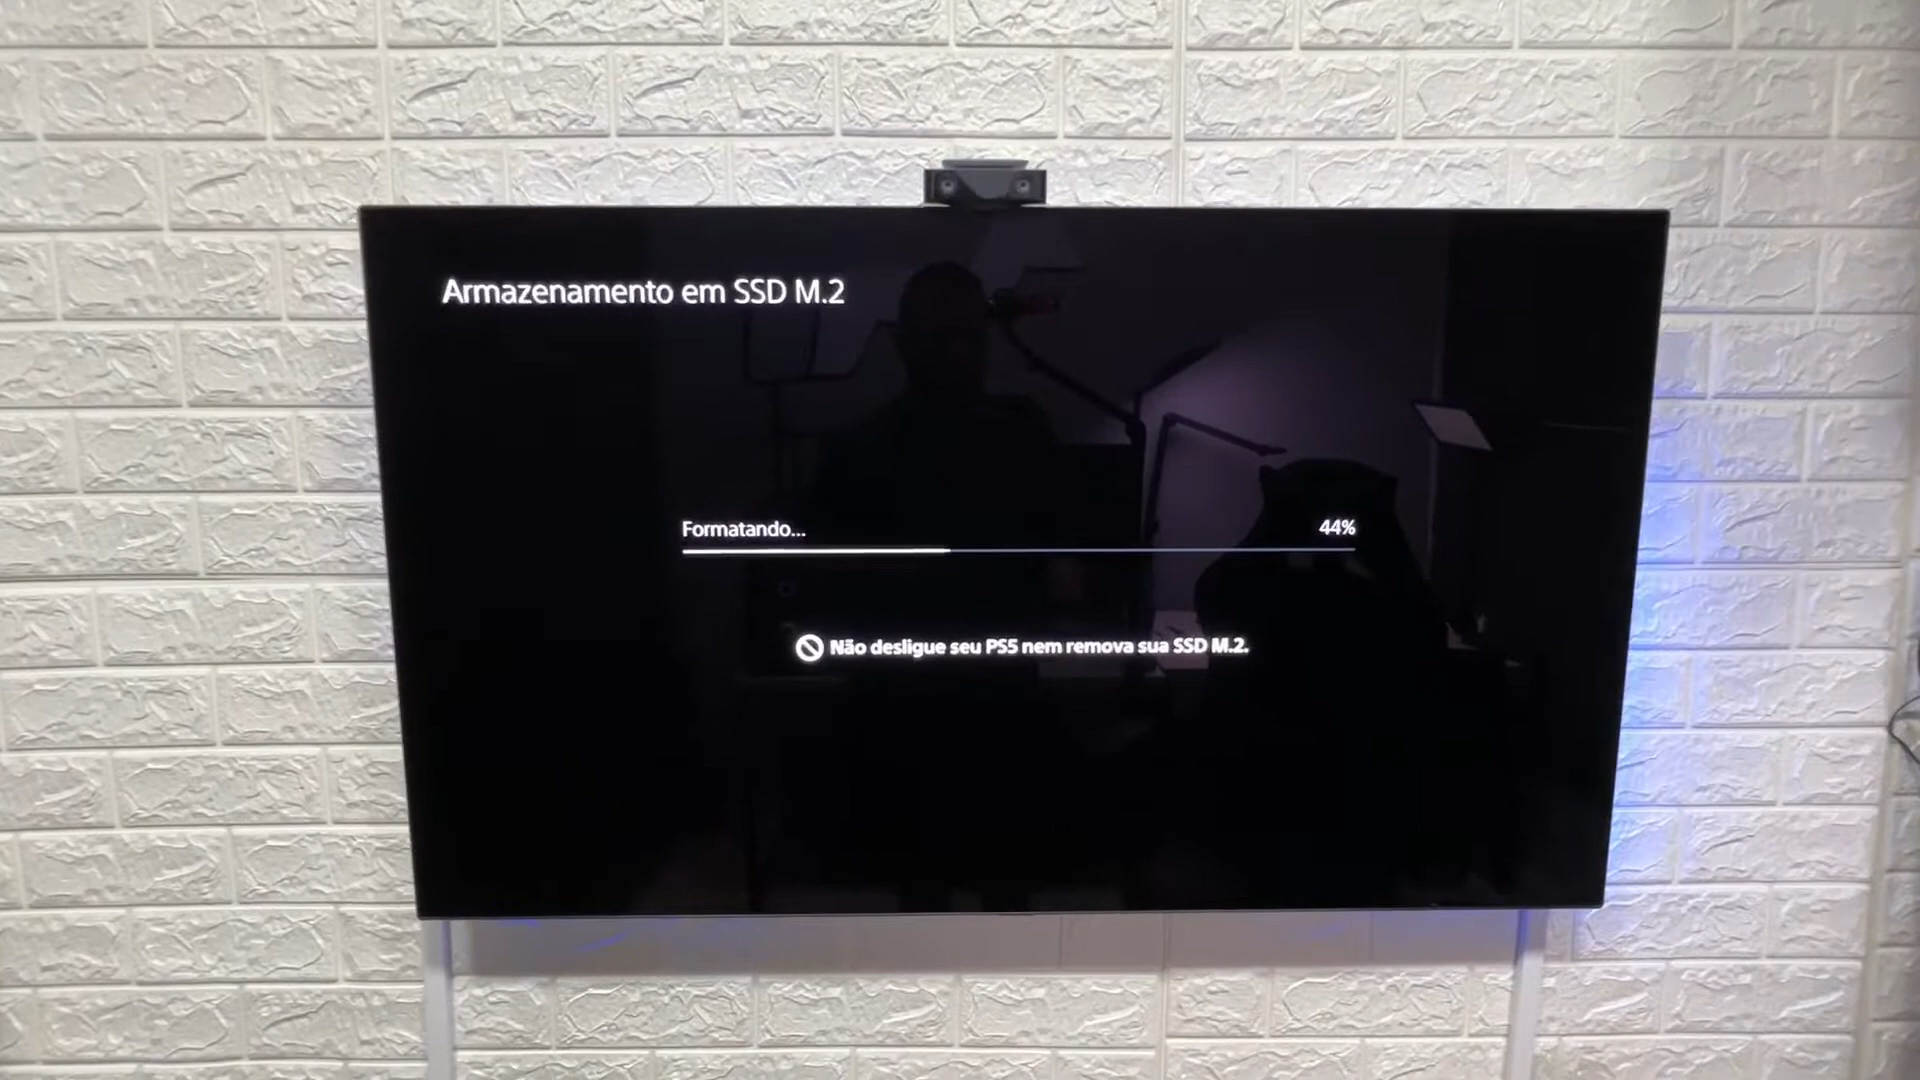 Armazenamento em SSD M.2
Formatando... 44%
Não desligue seu PS5 nem remova sua SSD M.2.